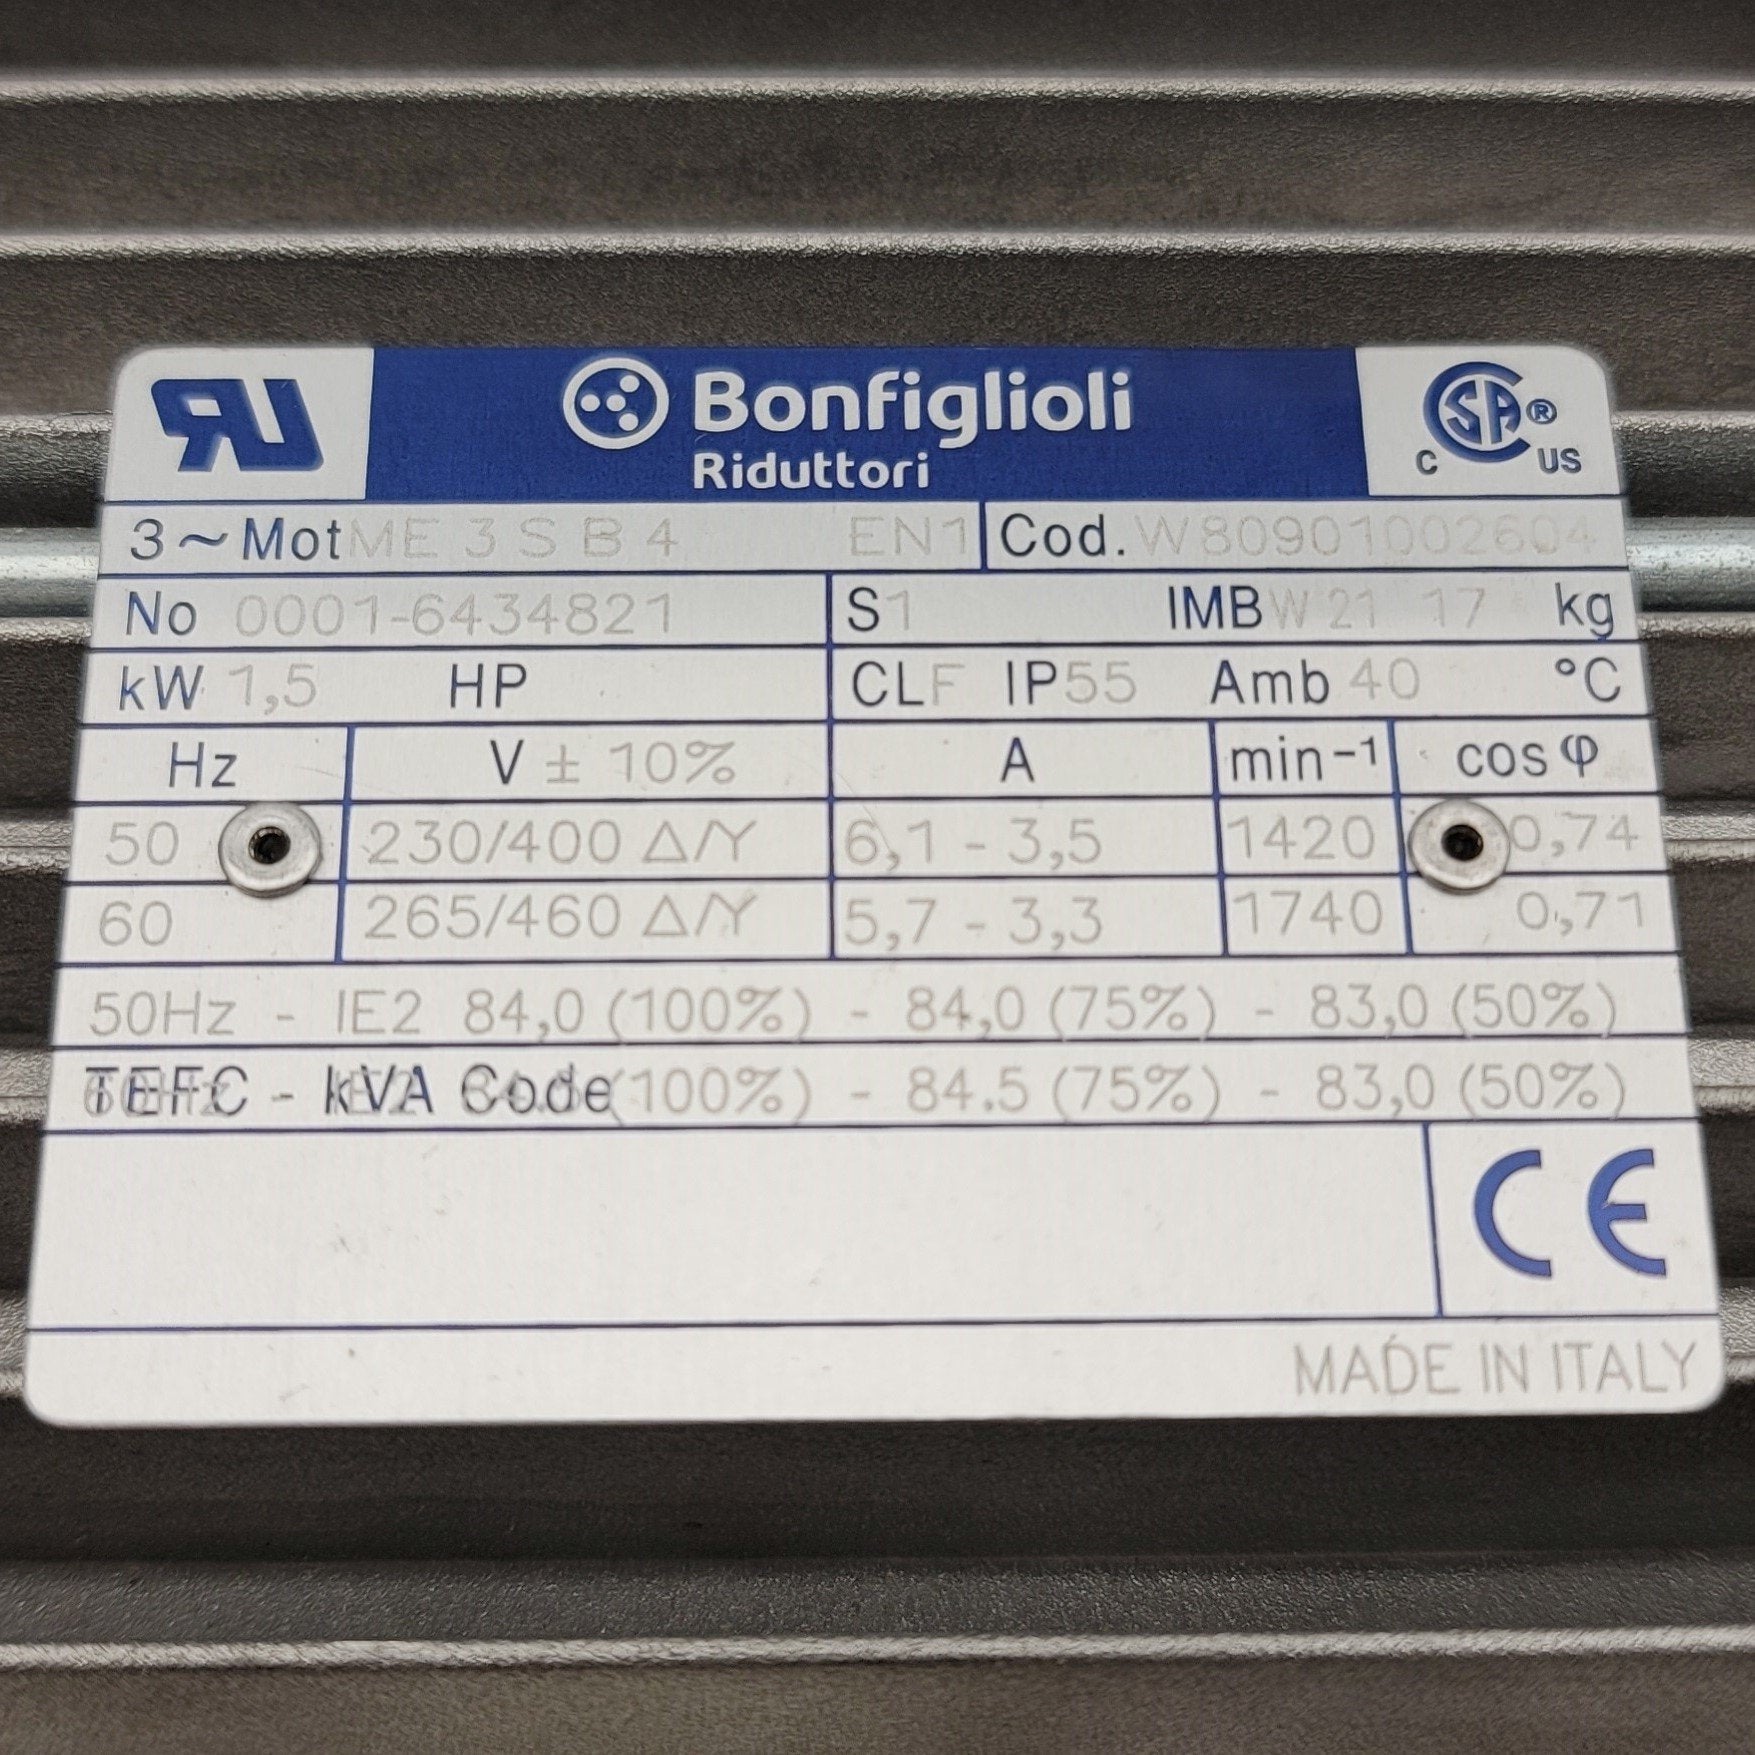 RU Bonfiglioli
Riduttori
C SA ® C US
3~Mot ME 3 S B 4 EN1 Cod. W80901002604
No 0001-6434821 S1 IMB W 21 17 kg
kW 1,5 HP CL F IP55 Amb 40 °C
Hz V ± 10% A min-1 cos φ
50 230/400 Δ/Y 6,1 - 3,5 1420 0,74
60 265/460 Δ/Y 5,7 - 3,3 1740 0,71
50Hz - IE2 84,0 (100%) - 84,0 (75%) - 83,0 (50%)
TEFC - kVA Code (100%) - 84.5 (75%) - 83,0 (50%)
CE
MADE IN ITALY